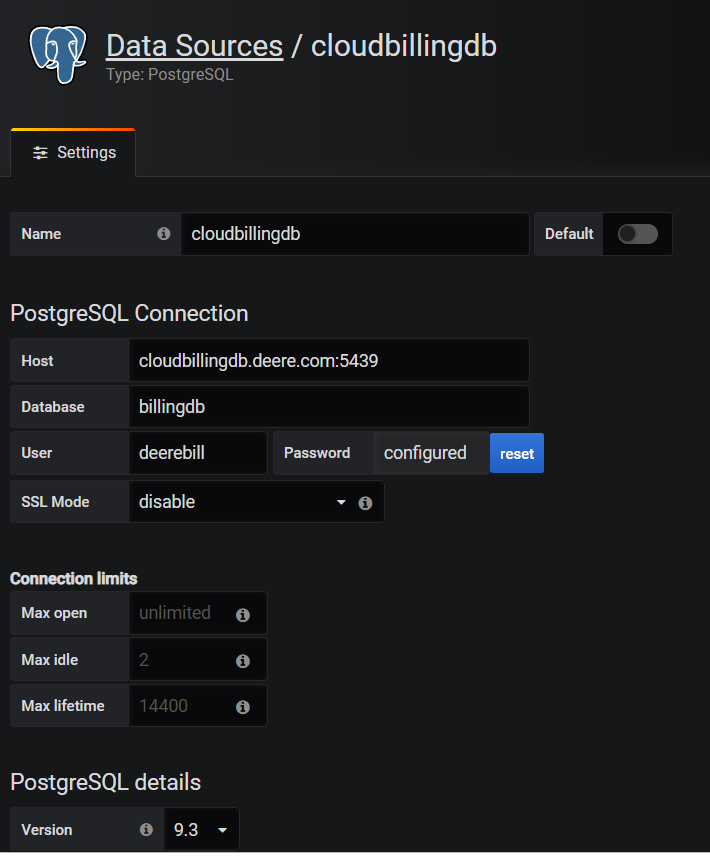 Data Sources / cloudbillingdb
Type: PostgreSQL
Settings
Name cloudbillingdb Default
PostgreSQL Connection
Host cloudbillingdb.deere.com:5439
Database billingdb
User deerebill Password configured reset
SSL Mode disable
Connection limits
Max open unlimited
Max idle 2
Max lifetime 14400
PostgreSQL details
Version 9.3